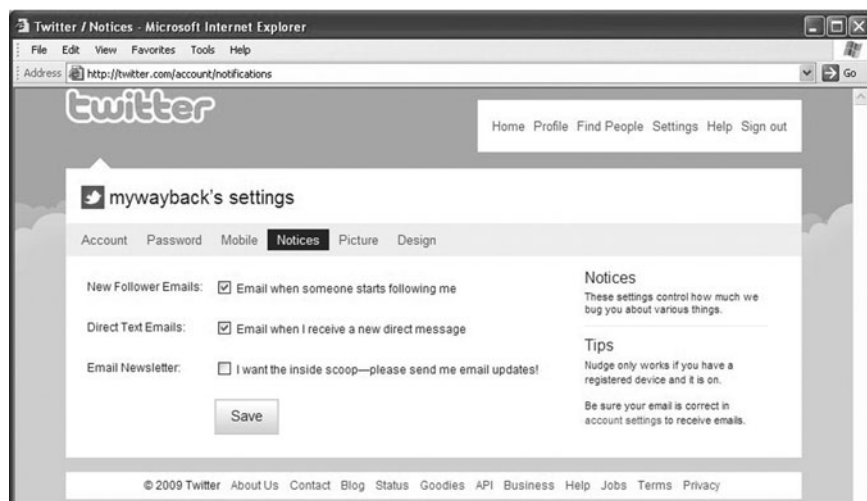 Twitter / Notices - Microsoft Internet Explorer
File Edit View Favorites Tools Help
Address http://twitter.com/account/notifications Go
twitter
Home Profile Find People Settings Help Sign out
mywayback's settings
Account Password Mobile Notices Picture Design
New Follower Emails: Email when someone starts following me
Direct Text Emails: Email when I receive a new direct message
Email Newsletter: I want the inside scoop—please send me email updates!
Save
Notices
These settings control how much we
bug you about various things.
Tips
Nudge only works if you have a
registered device and it is on.
Be sure your email is correct in
account settings to receive emails.
© 2009 Twitter About Us Contact Blog Status Goodies API Business Help Jobs Terms Privacy